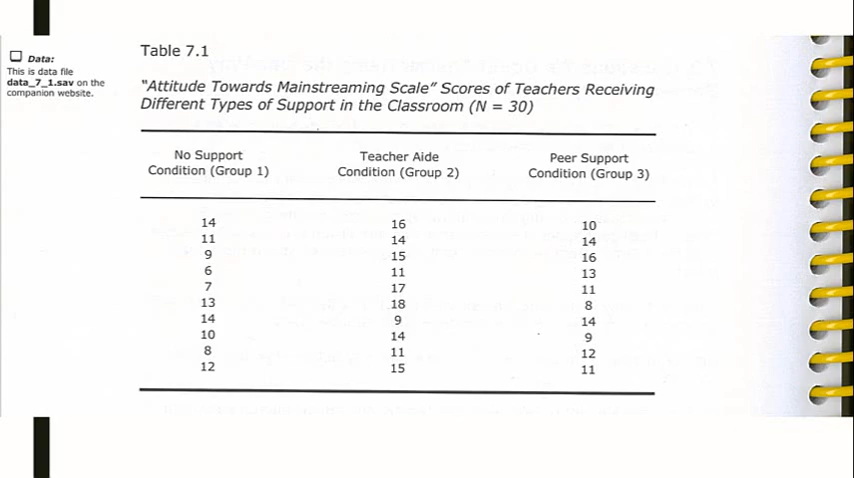 Table 7.1
Data:
This is data file
data_7_1.sav on the
companion website.
"Attitude Towards Mainstreaming Scale" Scores of Teachers Receiving
Different Types of Support in the Classroom (N = 30)
No Support Teacher Aide Peer Support
Condition (Group 1) Condition (Group 2) Condition (Group 3)
14 16 10
11 14 14
9 15 16
6 11 13
7 17 11
13 18 8
14 9 14
10 14 9
8 11 12
12 15 11